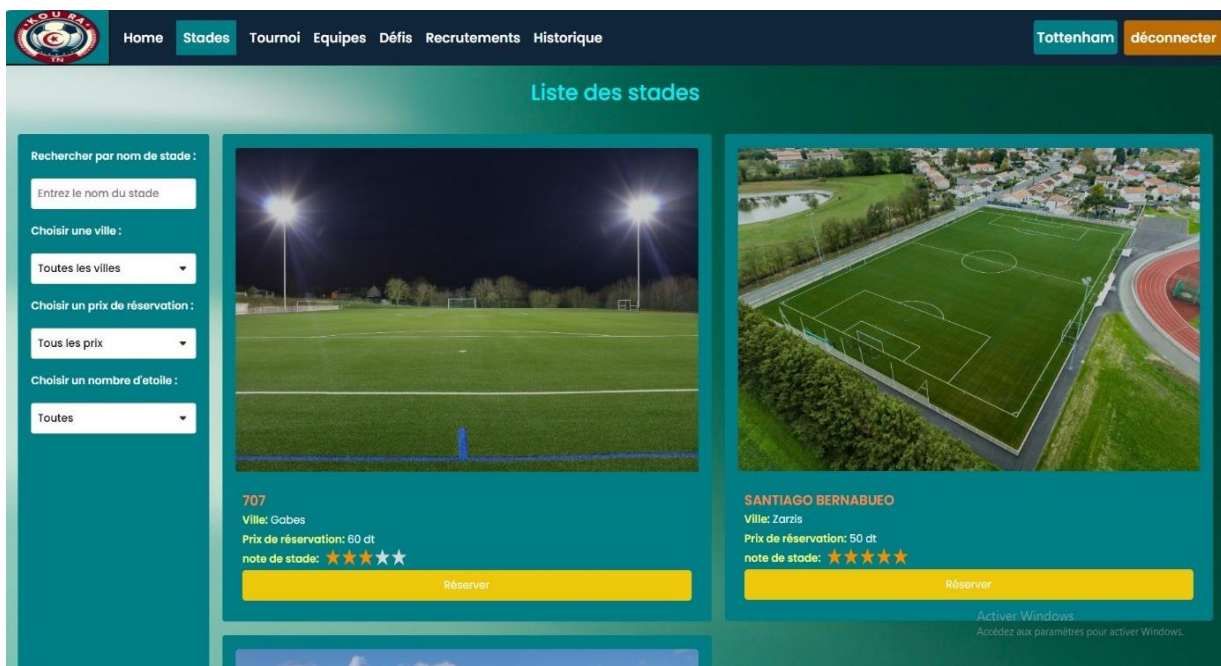 KOURA
TN
Home Stades Tournoi Equipes Défis Recrutements Historique
Tottenham déconnecter
Liste des stades
Rechercher par nom de stade :
Entrez le nom du stade
Choisir une ville :
Toutes les villes
Choisir un prix de réservation :
Tous les prix
Choisir un nombre d'etoile :
Toutes
707
Ville: Gabes
Prix de réservation: 60 dt
note de stade:
Réserver
SANTIAGO BERNABUEO
Ville: Zarzis
Prix de réservation: 50 dt
note de stade:
Réserver
Activer Windows
Accédez aux paramètres pour activer Windows.